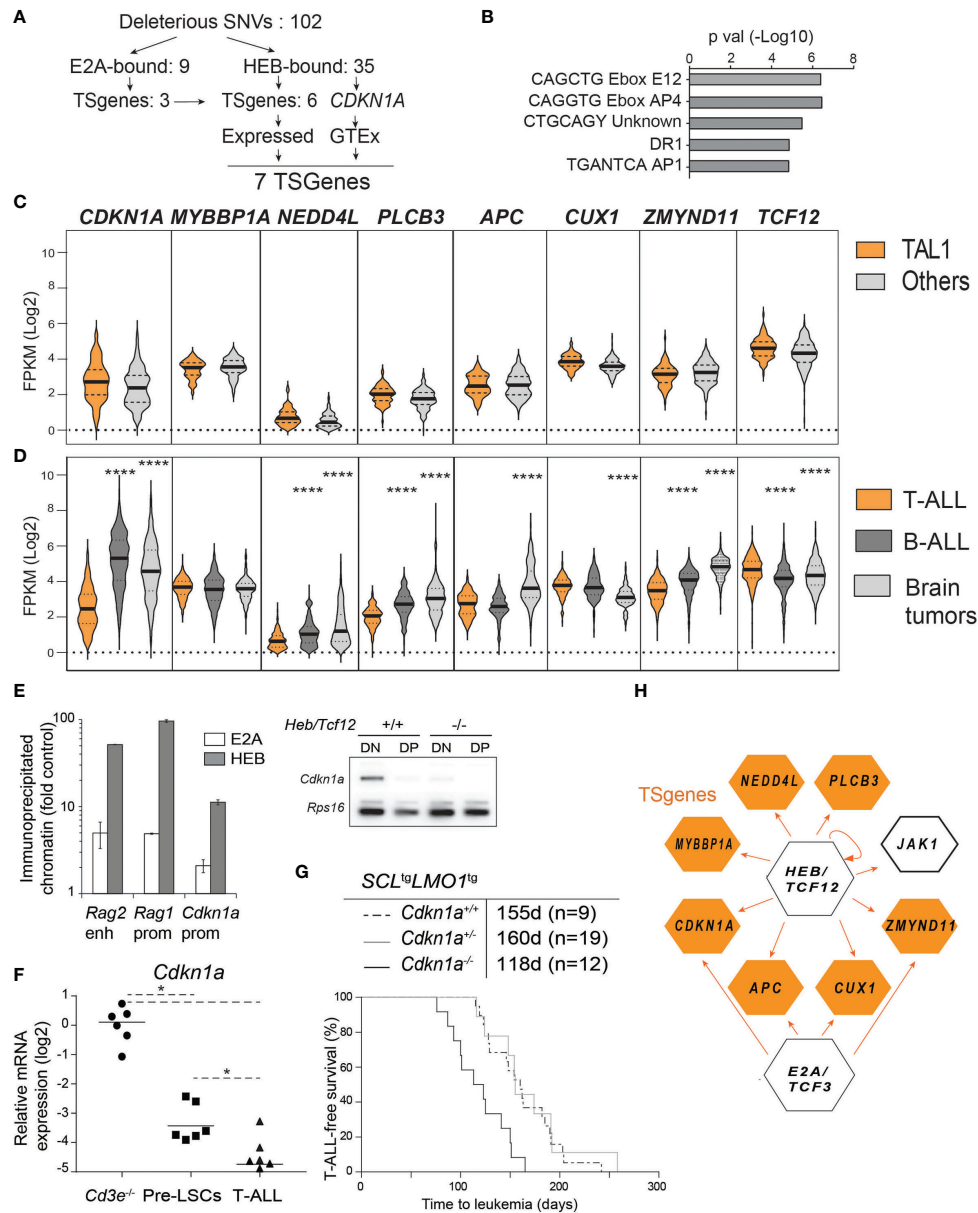 A
Deleterious SNVs : 102
E2A-bound: 9
HEB-bound: 35
TSgenes: 3
TSgenes: 6
CDKN1A
Expressed
GTEx
7 TSGenes
B
p val (-Log10)
0 2 4 6 8
CAGCTG Ebox E12
CAGGTG Ebox AP4
CTGCAGY Unknown
DR1
TGANTCA AP1
C
CDKN1A MYBBP1A NEDD4L PLCB3 APC CUX1 ZMYND11 TCF12
FPKM (Log2)
10
8
6
4
2
0
TAL1
Others
D
FPKM (Log2)
10
8
6
4
2
0
**** ****
**** ****
**** ****
****
****
**** ****
**** ****
T-ALL
B-ALL
Brain
tumors
E
Immunoprecipitated
chromatin (fold control)
100
10
1
E2A
HEB
Rag2 Rag1 Cdkn1a
enh prom prom
Heb/Tcf12 +/+ -/-
DN DP DN DP
Cdkn1a
Rps16
F
Cdkn1a
Relative mRNA
expression (log2)
1
0
-1
-2
-3
-4
-5
*
*
Cd3e-/- Pre-LSCs T-ALL
G
SCLtgLMO1tg
Cdkn1a+/+ 155d (n=9)
Cdkn1a+/- 160d (n=19)
Cdkn1a-/- 118d (n=12)
T-ALL-free survival (%)
100
80
60
40
20
0
0 100 200 300
Time to leukemia (days)
H
TSgenes
NEDD4L
PLCB3
MYBBP1A
JAK1
HEB/
TCF12
CDKN1A
ZMYND11
APC
CUX1
E2A/
TCF3